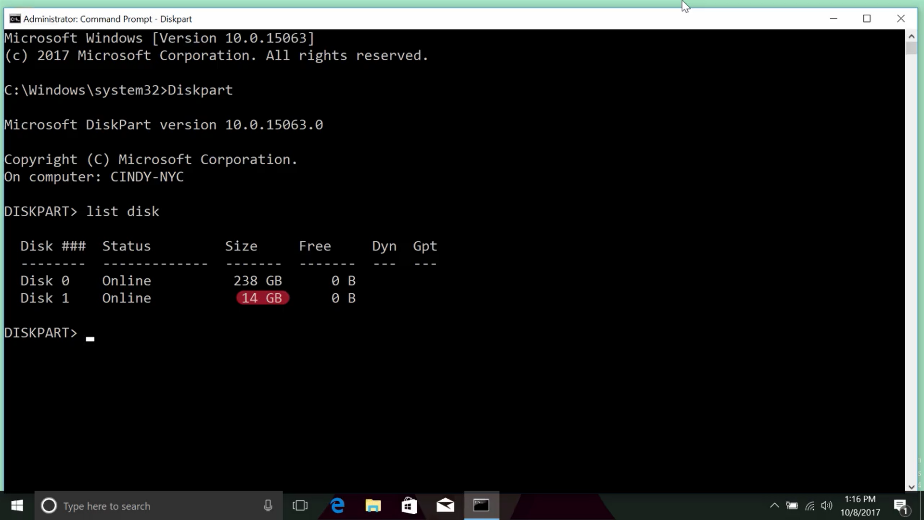 Administrator: Command Prompt - Diskpart
Microsoft Windows [Version 10.0.15063]
(c) 2017 Microsoft Corporation. All rights reserved.
C:\Windows\system32>Diskpart
Microsoft DiskPart version 10.0.15063.0
Copyright (C) Microsoft Corporation.
On computer: CINDY-NYC
DISKPART> list disk
Disk ### Status Size Free Dyn Gpt
-------- ------------- ------- ------- --- ---
Disk 0 Online 238 GB 0 B
Disk 1 Online 14 GB 0 B
DISKPART>
Type here to search
1:16 PM
10/8/2017
1